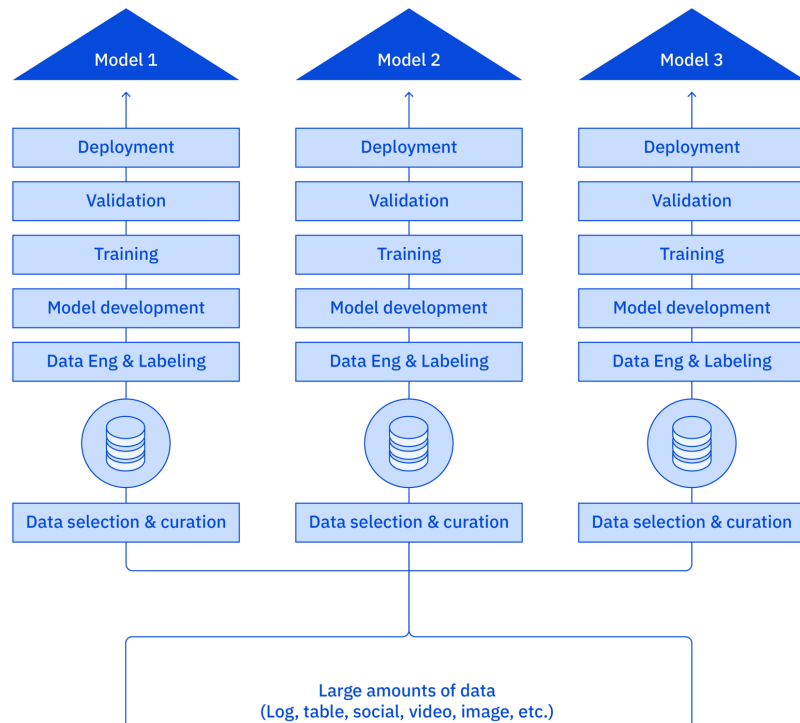 Model 1
Model 2
Model 3
Deployment
Deployment
Deployment
Validation
Validation
Validation
Training
Training
Training
Model development
Model development
Model development
Data Eng & Labeling
Data Eng & Labeling
Data Eng & Labeling
Data selection & curation
Data selection & curation
Data selection & curation
Large amounts of data
(Log, table, social, video, image, etc.)